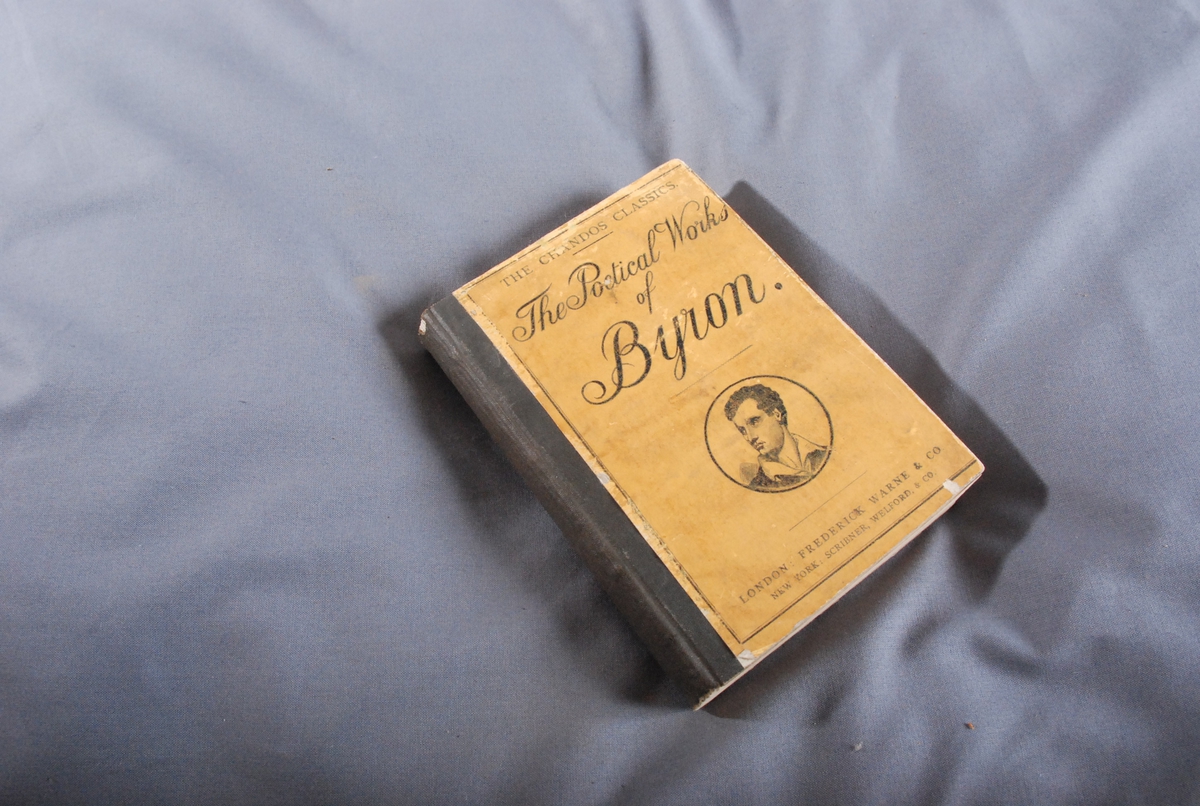 THE CHANDOS CLASSICS.
The Poetical Works
of
Byron.
LONDON: FREDERICK WARNE & CO
NEW YORK: SCRIBNER, WELFORD, & CO.